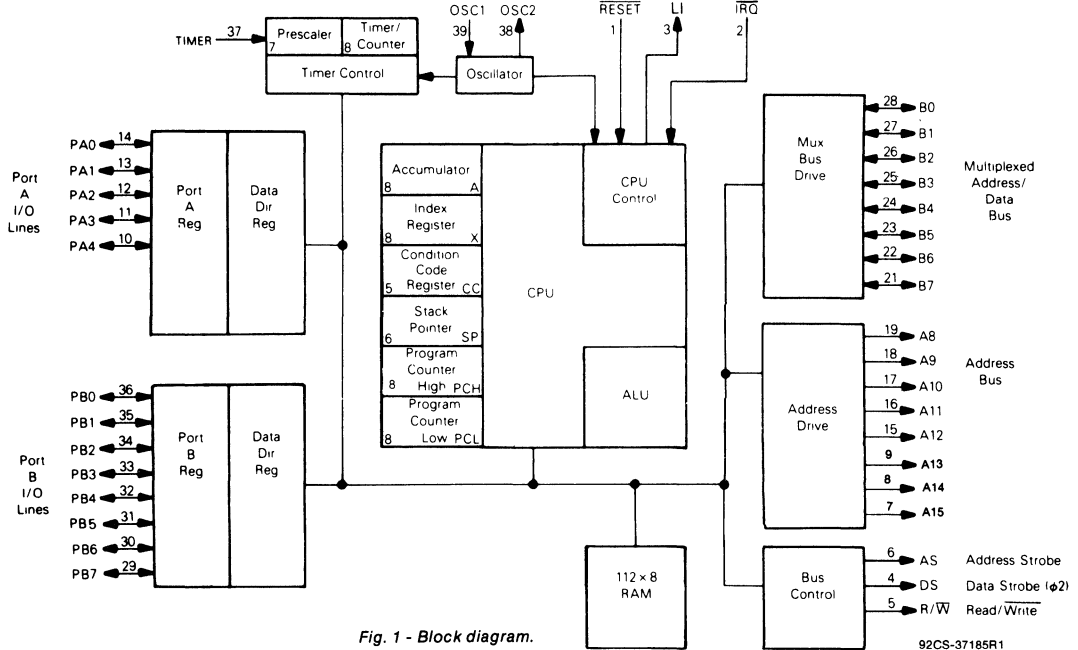 OSC1 OSC2 RESET LI IRQ
39 38 1 3 2
TIMER 37
Prescaler
7
Timer/
Counter
8
Timer Control
Oscillator
Port
A
I/O
Lines
PA0 14
PA1 13
PA2 12
PA3 11
PA4 10
Port
A
Reg
Data
Dir
Reg
Accumulator
8 A
Index
Register
8 X
Condition
Code
Register
5 CC
Stack
Pointer
6 SP
Program
Counter
8 High PCH
Program
Counter
8 Low PCL
CPU
CPU
Control
ALU
Mux
Bus
Drive
28 B0
27 B1
26 B2
25 B3
24 B4
23 B5
22 B6
21 B7
Multiplexed
Address/
Data
Bus
Port
B
I/O
Lines
PB0 36
PB1 35
PB2 34
PB3 33
PB4 32
PB5 31
PB6 30
PB7 29
Port
B
Reg
Data
Dir
Reg
Address
Drive
19 A8
18 A9
17 A10
16 A11
15 A12
9 A13
8 A14
7 A15
Address
Bus
112 × 8
RAM
Bus
Control
6 AS Address Strobe
4 DS Data Strobe (ϕ2)
5 R/W̅ Read/W̅r̅i̅t̅e̅
Fig. 1 - Block diagram.
92CS-37185R1